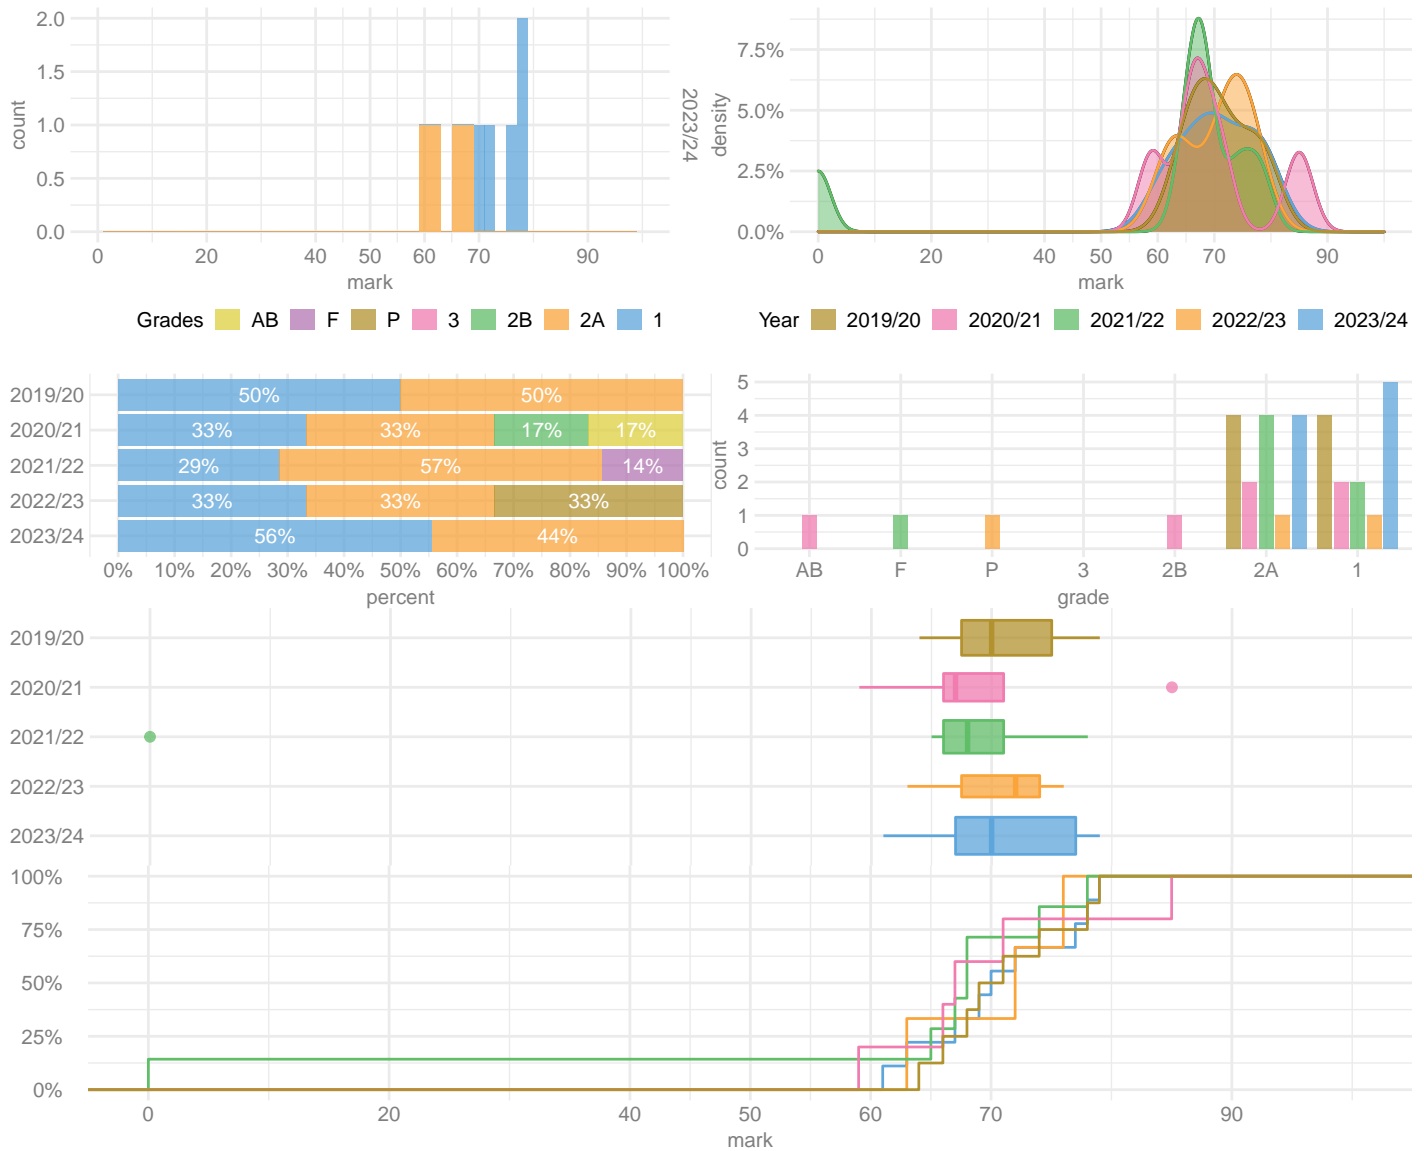 2.0
1.5
1.0
0.5
0.0
count
0 20 40 50 60 70 90
mark
2023/24
7.5%
5.0%
2.5%
0.0%
density
0 20 40 50 60 70 90
mark
Grades AB F P 3 2B 2A 1
Year 2019/20 2020/21 2021/22 2022/23 2023/24
2019/20 50% 50%
2020/21 33% 33% 17% 17%
2021/22 29% 57% 14%
2022/23 33% 33% 33%
2023/24 56% 44%
0% 10% 20% 30% 40% 50% 60% 70% 80% 90% 100%
percent
5
4
3
2
1
0
count
AB F P 3 2B 2A 1
grade
2019/20
2020/21
2021/22
2022/23
2023/24
100%
75%
50%
25%
0%
0 20 40 50 60 70 90
mark